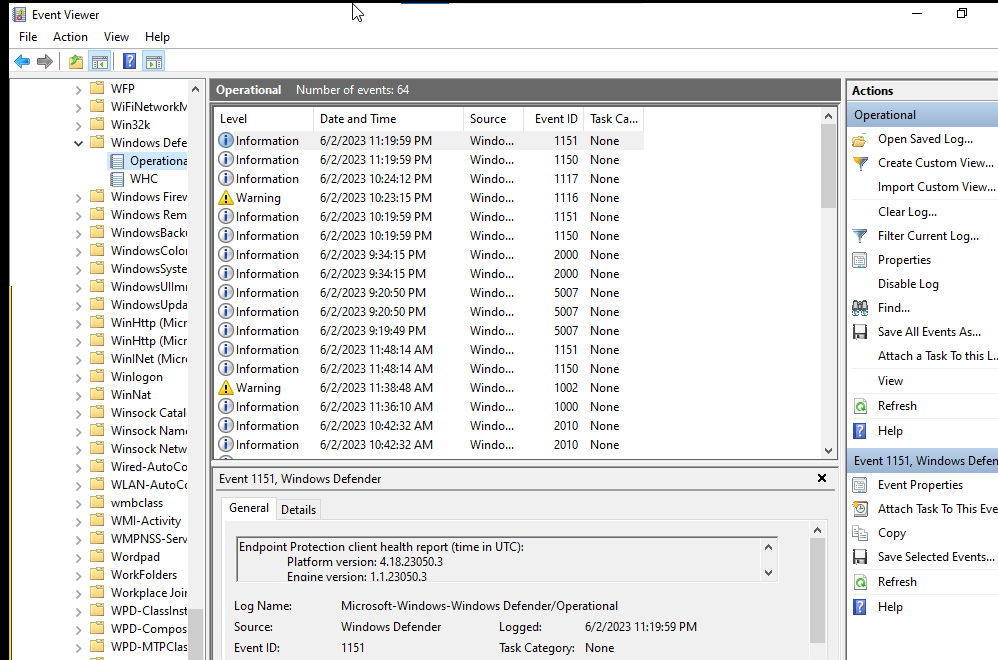 Event Viewer
File Action View Help
WFP
WiFiNetworkM
Win32k
Windows Defe
Operationa
WHC
Windows Firew
Windows Rem
WindowsBacku
WindowsColor
WindowsSyste
WindowsUIImm
WindowsUpda
WinHttp (Micr
WinHttp (Micr
WinINet (Micro
Winlogon
WinNat
Winsock Catal
Winsock Name
Winsock Netw
Wired-AutoCo
WLAN-AutoCo
wmbclass
WMI-Activity
WMPNSS-Serv
Wordpad
WorkFolders
Workplace Join
WPD-ClassInst
WPD-Compos
WPD-MTPClas
Operational Number of events: 64
Level Date and Time Source Event ID Task Ca...
Information 6/2/2023 11:19:59 PM Windo... 1151 None
Information 6/2/2023 11:19:59 PM Windo... 1150 None
Information 6/2/2023 10:24:12 PM Windo... 1117 None
Warning 6/2/2023 10:23:15 PM Windo... 1116 None
Information 6/2/2023 10:19:59 PM Windo... 1151 None
Information 6/2/2023 10:19:59 PM Windo... 1150 None
Information 6/2/2023 9:34:15 PM Windo... 2000 None
Information 6/2/2023 9:34:15 PM Windo... 2000 None
Information 6/2/2023 9:20:50 PM Windo... 5007 None
Information 6/2/2023 9:20:50 PM Windo... 5007 None
Information 6/2/2023 9:19:49 PM Windo... 5007 None
Information 6/2/2023 11:48:14 AM Windo... 1151 None
Information 6/2/2023 11:48:14 AM Windo... 1150 None
Warning 6/2/2023 11:38:48 AM Windo... 1002 None
Information 6/2/2023 11:36:10 AM Windo... 1000 None
Information 6/2/2023 10:42:32 AM Windo... 2010 None
Information 6/2/2023 10:42:32 AM Windo... 2010 None
Event 1151, Windows Defender
General Details
Endpoint Protection client health report (time in UTC):
Platform version: 4.18.23050.3
Engine version: 1.1.23050.3
Log Name: Microsoft-Windows-Windows Defender/Operational
Source: Windows Defender Logged: 6/2/2023 11:19:59 PM
Event ID: 1151 Task Category: None
Actions
Operational
Open Saved Log...
Create Custom View...
Import Custom View...
Clear Log...
Filter Current Log...
Properties
Disable Log
Find...
Save All Events As...
Attach a Task To this L...
View
Refresh
Help
Event 1151, Windows Defen
Event Properties
Attach Task To This Eve
Copy
Save Selected Events...
Refresh
Help